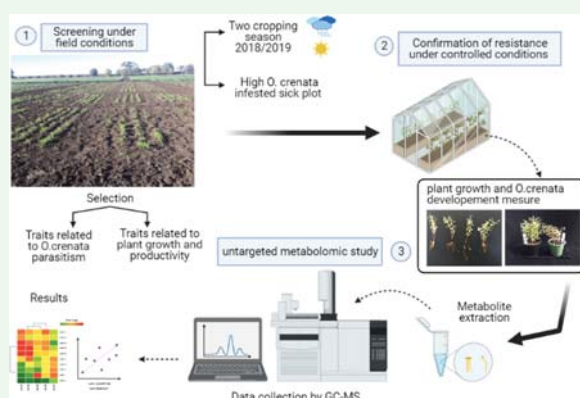 1
Screening under
field conditions
Two cropping
season
2018/2019
High O. crenata
infested sick plot
2
Confirmation of resistance
under controlled conditions
plant growth and O.crenata
developement mesure
Selection
Traits related
to O.crenata
parasitism
Traits related to
plant growth and
productivity
untargeted metabolomic study
3
Metabolite
extraction
Results
Data collection by GC-MS